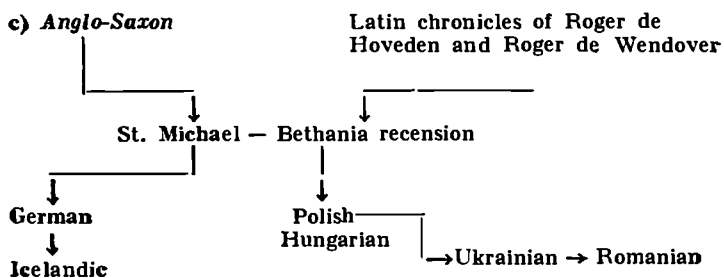 c) Anglo-Saxon
Latin chronicles of Roger de
Hoveden and Roger de Wendover
St. Michael — Bethania recension
German
Polish
Hungarian
→Ukrainian → Romanian
Icelandic